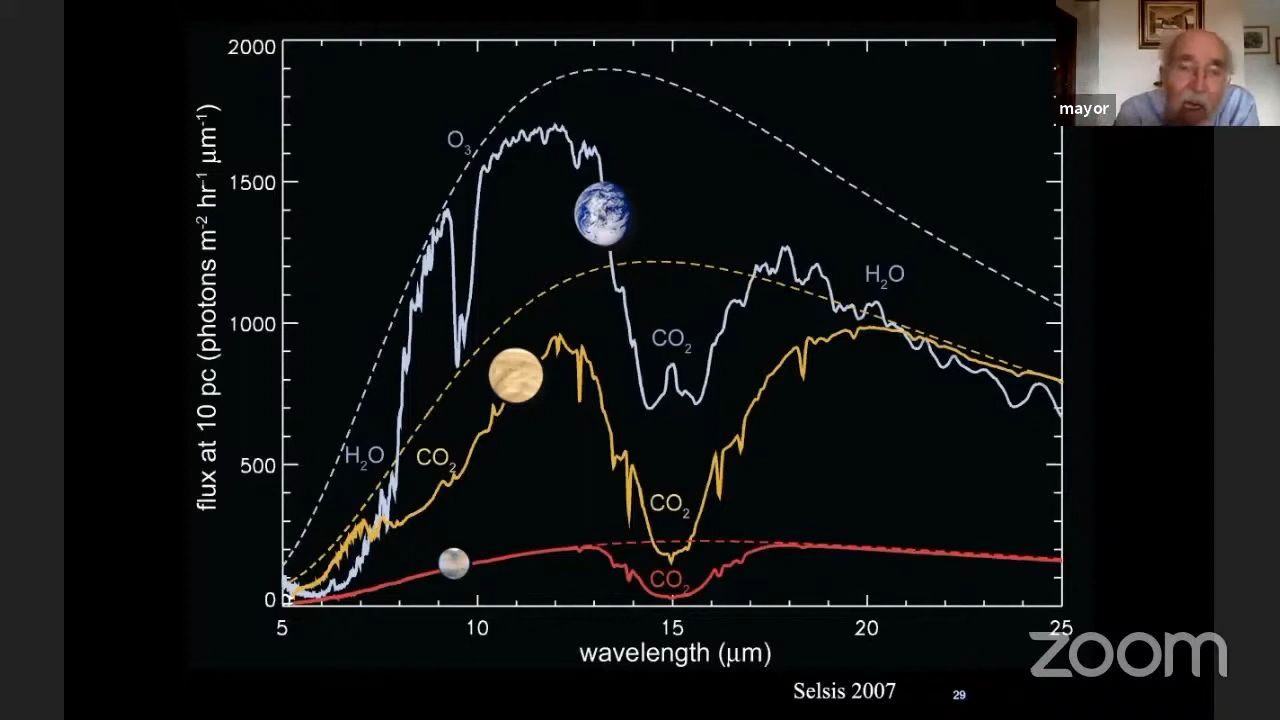 mayor
2000
1500
1000
500
0
flux at 10 pc (photons m⁻² hr⁻¹ μm⁻¹)
O₃
H₂O
CO₂
CO₂
H₂O
CO₂
CO₂
5
10
15
20
25
wavelength (μm)
zoom
Selsis 2007
29